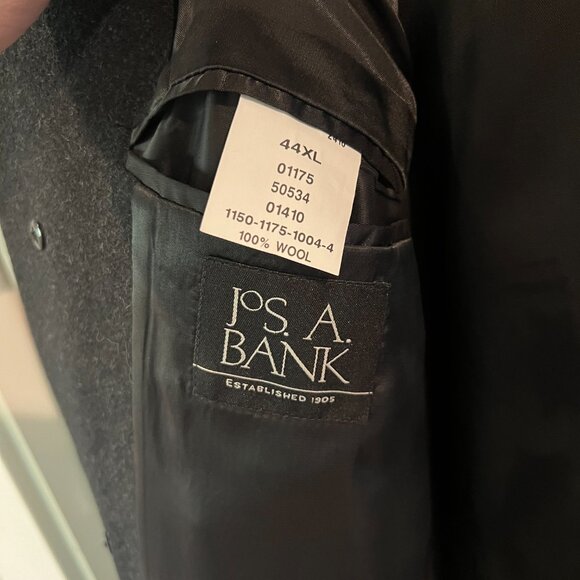 44XL
01175
50534
01410
1150-1175-1004-4
100% WOOL
JOS. A.
BANK
ESTABLISHED 1905